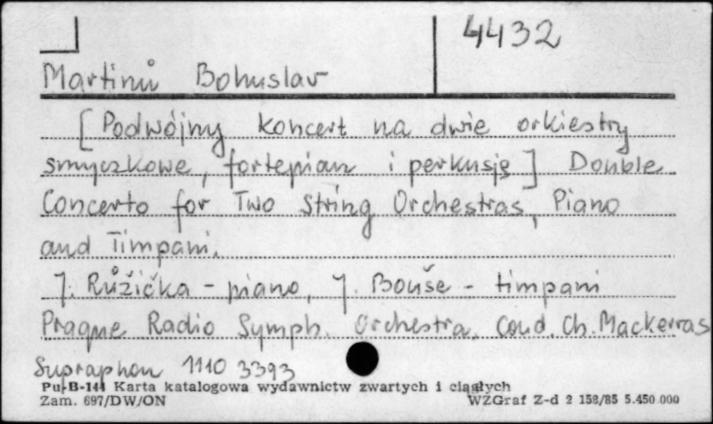 4432
Martinů Bohuslav
[Podwójny koncert na dwie orkiestry
smyczkowe, fortepian i perkusję] Double
Concerto for Two String Orchestras, Piano
and Timpani.
J. Růžička - piano, J. Bouše - timpani
Prague Radio Symph. Orchestra, Cond. Ch. Mackerras
Supraphon 1110 3393
Pu-B-144 Karta katalogowa wydawnictw zwartych i ciągłych
Zam. 697/DW/ON WZGraf Z-d 2 158/85 5.450.000